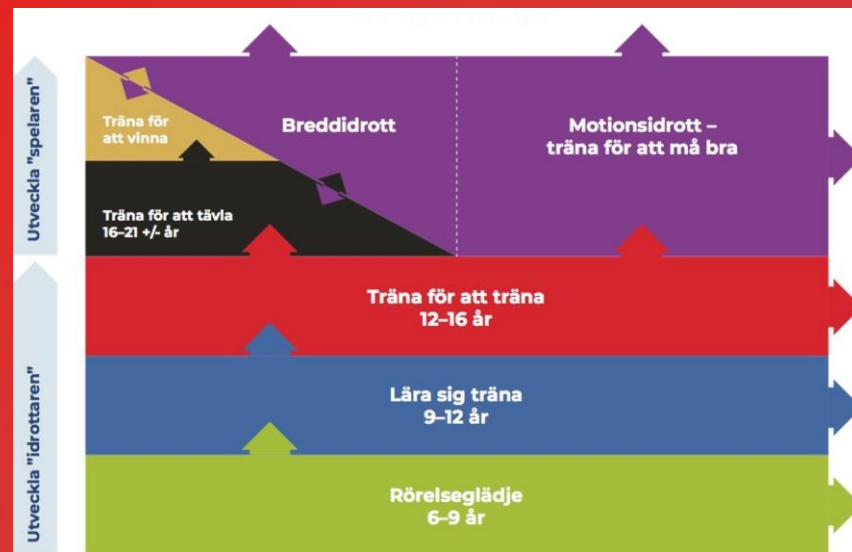 Utveckla "spelaren"
Träna för
att vinna
Breddidrott
Motionsidrott –
träna för att må bra
Träna för att tävla
16–21 +/- år
Utveckla "idrottaren"
Träna för att träna
12–16 år
Lära sig träna
9–12 år
Rörelseglädje
6–9 år